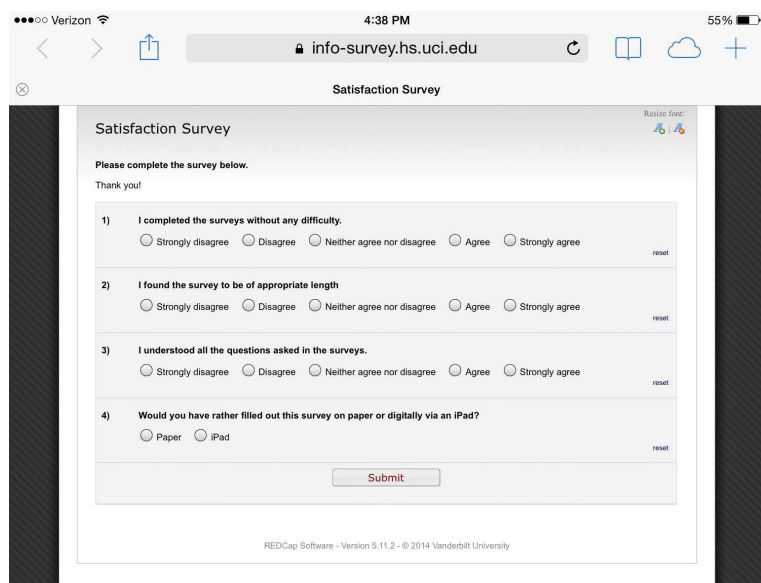 Verizon 4:38 PM 55%
info-survey.hs.uci.edu
Satisfaction Survey
Resize font:
Satisfaction Survey
Please complete the survey below.
Thank you!
1) I completed the surveys without any difficulty.
Strongly disagree Disagree Neither agree nor disagree Agree Strongly agree
reset
2) I found the survey to be of appropriate length
Strongly disagree Disagree Neither agree nor disagree Agree Strongly agree
reset
3) I understood all the questions asked in the surveys.
Strongly disagree Disagree Neither agree nor disagree Agree Strongly agree
reset
4) Would you have rather filled out this survey on paper or digitally via an iPad?
Paper iPad
reset
Submit
REDCap Software - Version 5.11.2 - © 2014 Vanderbilt University